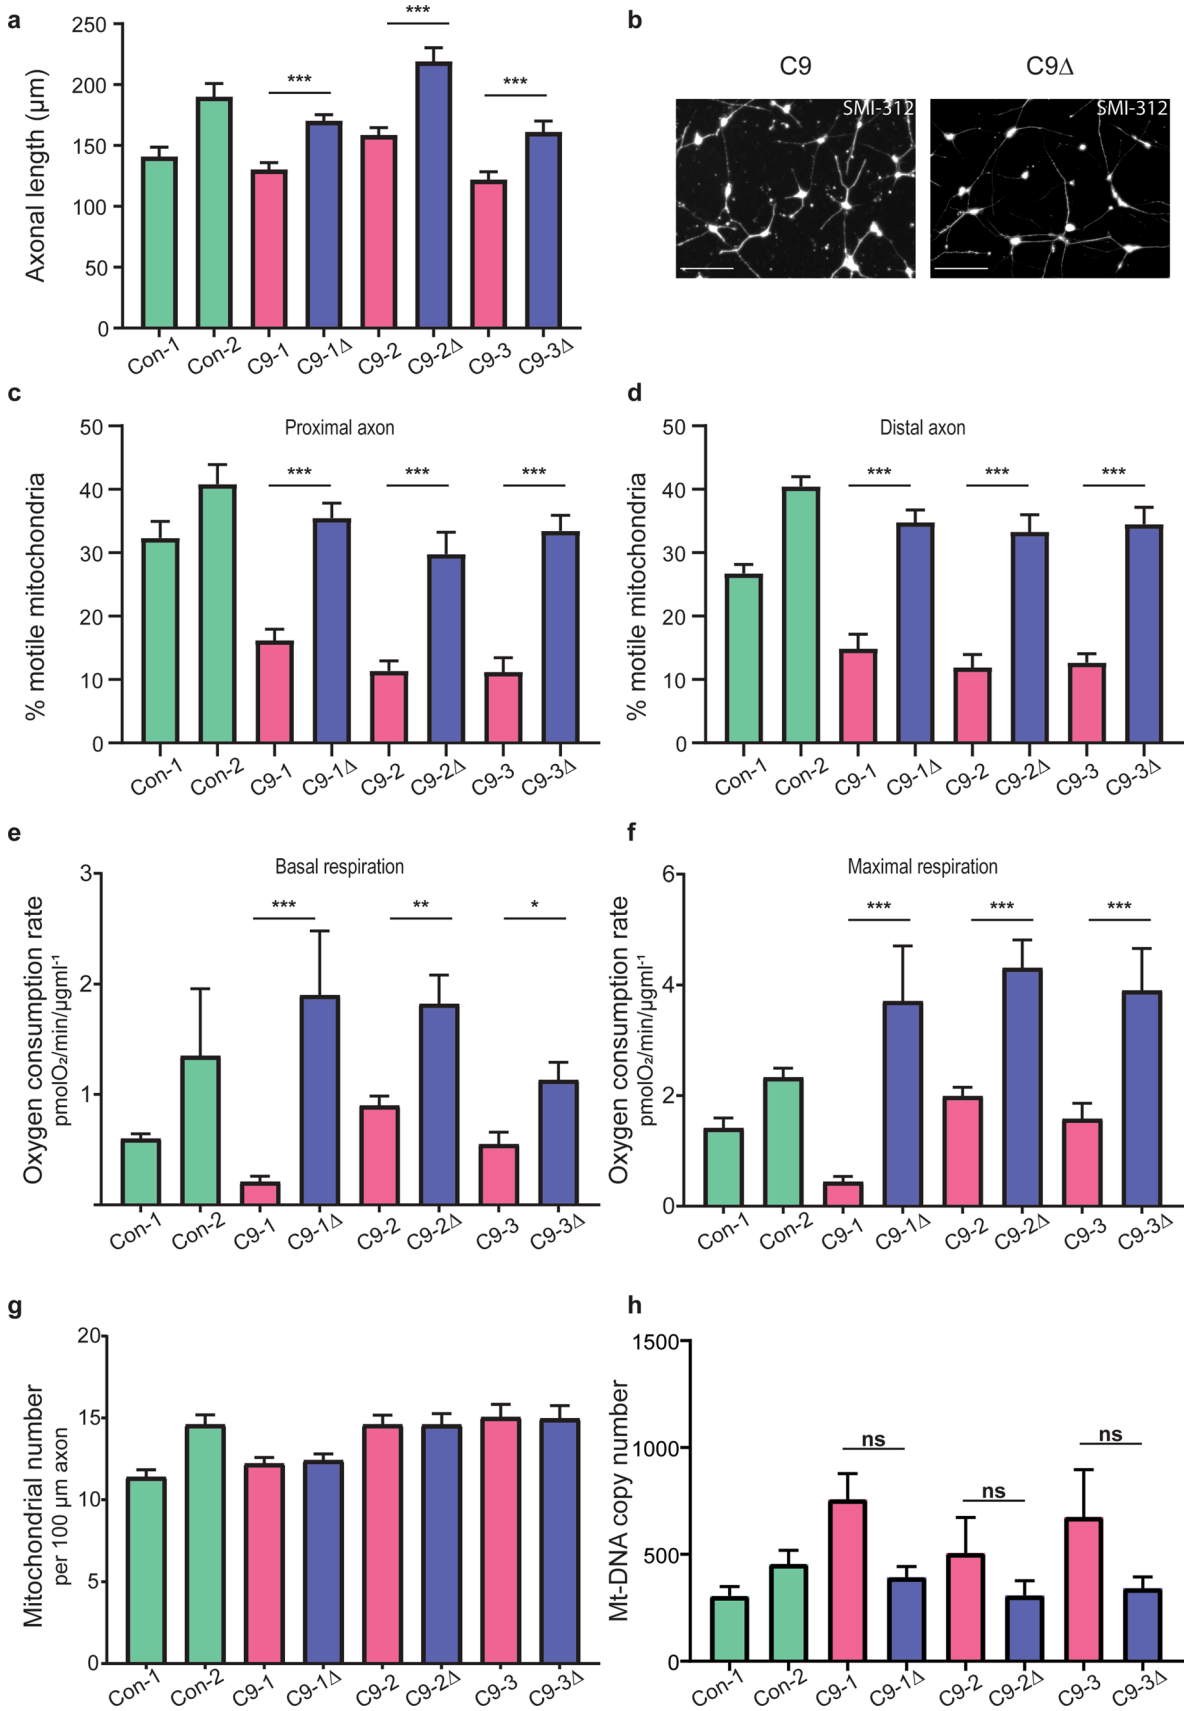 a
Axonal length (µm)
250
200
150
100
50
0
***
***
***
Con-1 Con-2 C9-1 C9-1Δ C9-2 C9-2Δ C9-3 C9-3Δ
b
C9 C9Δ
SMI-312 SMI-312
c
Proximal axon
% motile mitochondria
50
40
30
20
10
0
*** *** ***
Con-1 Con-2 C9-1 C9-1Δ C9-2 C9-2Δ C9-3 C9-3Δ
d
Distal axon
% motile mitochondria
50
40
30
20
10
0
*** *** ***
Con-1 Con-2 C9-1 C9-1Δ C9-2 C9-2Δ C9-3 C9-3Δ
e
Basal respiration
Oxygen consumption rate
pmolO₂/min/µgml⁻¹
3
2
1
*** ** *
Con-1 Con-2 C9-1 C9-1Δ C9-2 C9-2Δ C9-3 C9-3Δ
f
Maximal respiration
Oxygen consumption rate
pmolO₂/min/µgml⁻¹
6
4
2
0
*** *** ***
Con-1 Con-2 C9-1 C9-1Δ C9-2 C9-2Δ C9-3 C9-3Δ
g
Mitochondrial number
per 100 µm axon
20
15
10
5
0
Con-1 Con-2 C9-1 C9-1Δ C9-2 C9-2Δ C9-3 C9-3Δ
h
Mt-DNA copy number
1500
1000
500
0
ns ns ns
Con-1 Con-2 C9-1 C9-1Δ C9-2 C9-2Δ C9-3 C9-3Δ